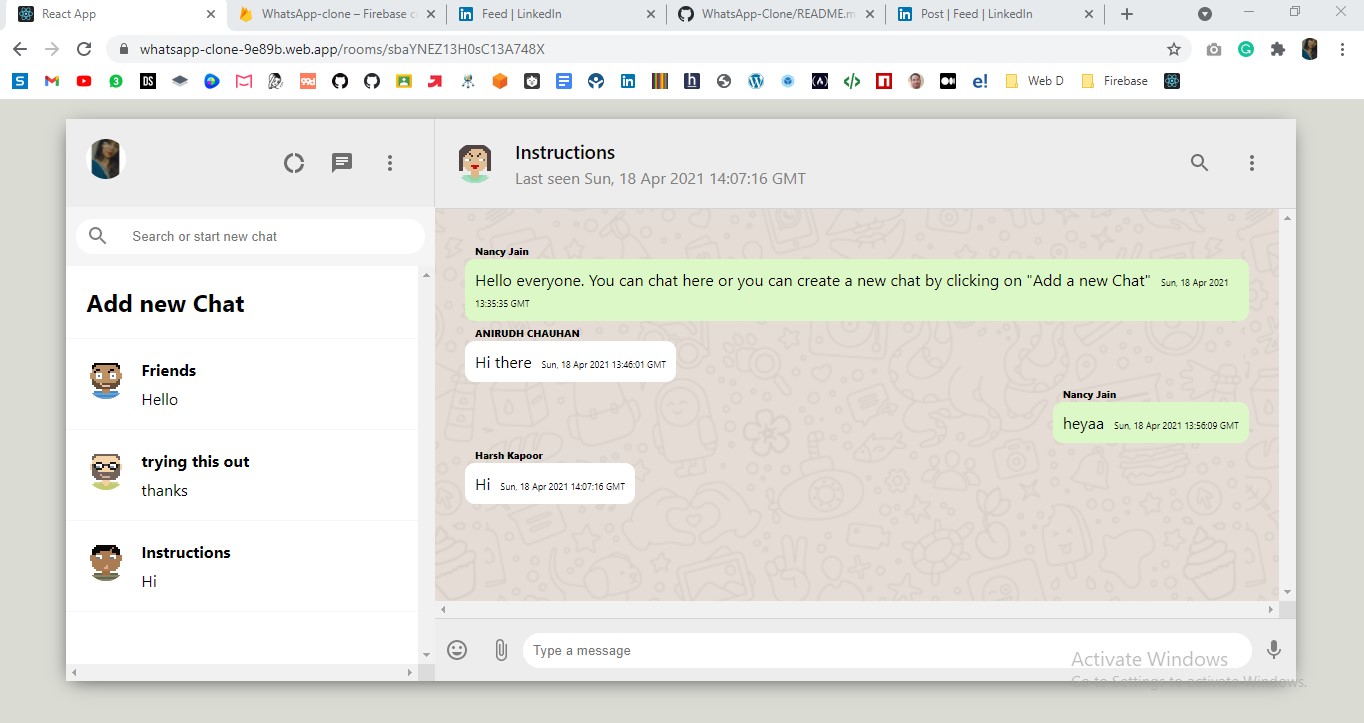 React App
WhatsApp-clone – Firebase c
Feed | LinkedIn
WhatsApp-Clone/README.m
Post | Feed | LinkedIn
whatsapp-clone-9e89b.web.app/rooms/sbaYNEZ13H0sC13A748X
Web D
Firebase
Instructions
Last seen Sun, 18 Apr 2021 14:07:16 GMT
Search or start new chat
Add new Chat
Friends
Hello
trying this out
thanks
Instructions
Hi
Nancy Jain
Hello everyone. You can chat here or you can create a new chat by clicking on "Add a new Chat" Sun, 18 Apr 2021
13:35:35 GMT
ANIRUDH CHAUHAN
Hi there Sun, 18 Apr 2021 13:46:01 GMT
Nancy Jain
heyaa Sun, 18 Apr 2021 13:56:09 GMT
Harsh Kapoor
Hi Sun, 18 Apr 2021 14:07:16 GMT
Type a message
Activate Windows
Go to Settings to activate Windows.